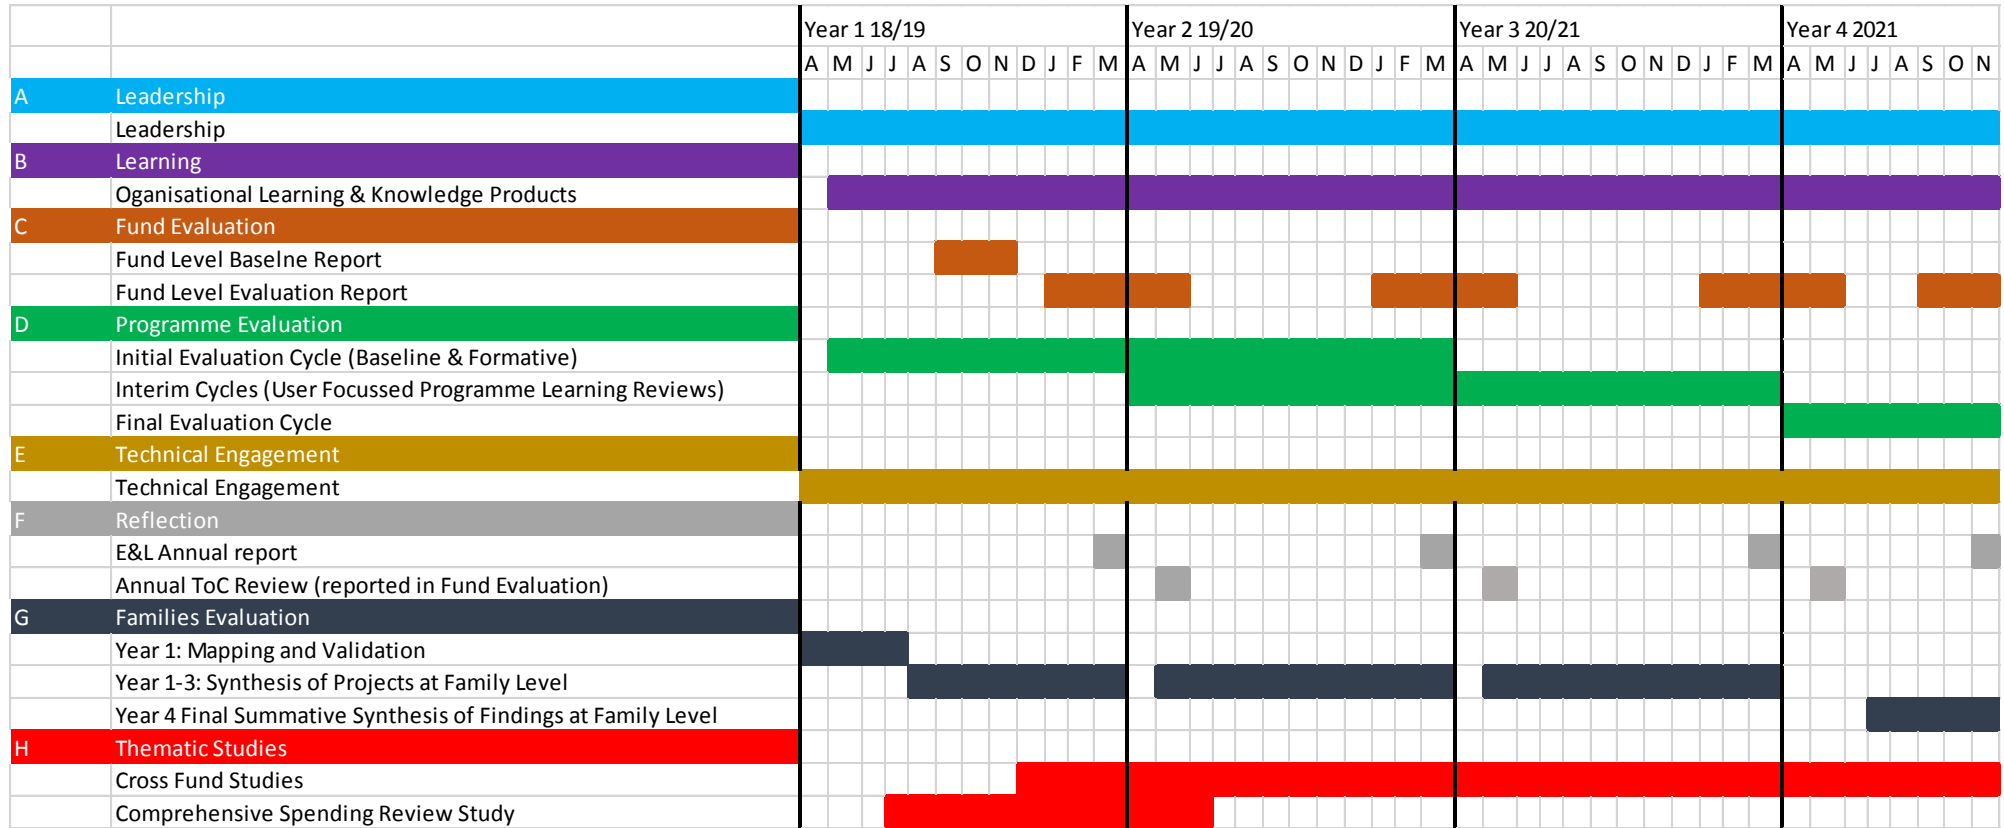 Year 1 18/19 Year 2 19/20 Year 3 20/21 Year 4 2021
A M J J A S O N D J F M A M J J A S O N D J F M A M J J A S O N D J F M A M J J A S O N
A Leadership
Leadership
B Learning
Oganisational Learning & Knowledge Products
C Fund Evaluation
Fund Level Baselne Report
Fund Level Evaluation Report
D Programme Evaluation
Initial Evaluation Cycle (Baseline & Formative)
Interim Cycles (User Focussed Programme Learning Reviews)
Final Evaluation Cycle
E Technical Engagement
Technical Engagement
F Reflection
E&L Annual report
Annual ToC Review (reported in Fund Evaluation)
G Families Evaluation
Year 1: Mapping and Validation
Year 1-3: Synthesis of Projects at Family Level
Year 4 Final Summative Synthesis of Findings at Family Level
H Thematic Studies
Cross Fund Studies
Comprehensive Spending Review Study